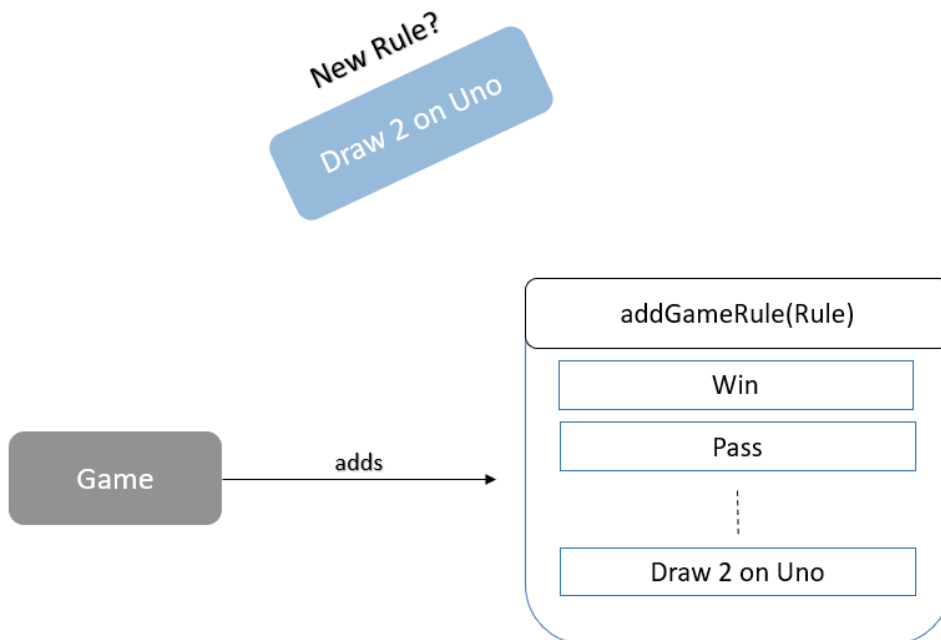 New Rule?
Draw 2 on Uno
addGameRule(Rule)
Win
Pass
Game
adds
Draw 2 on Uno